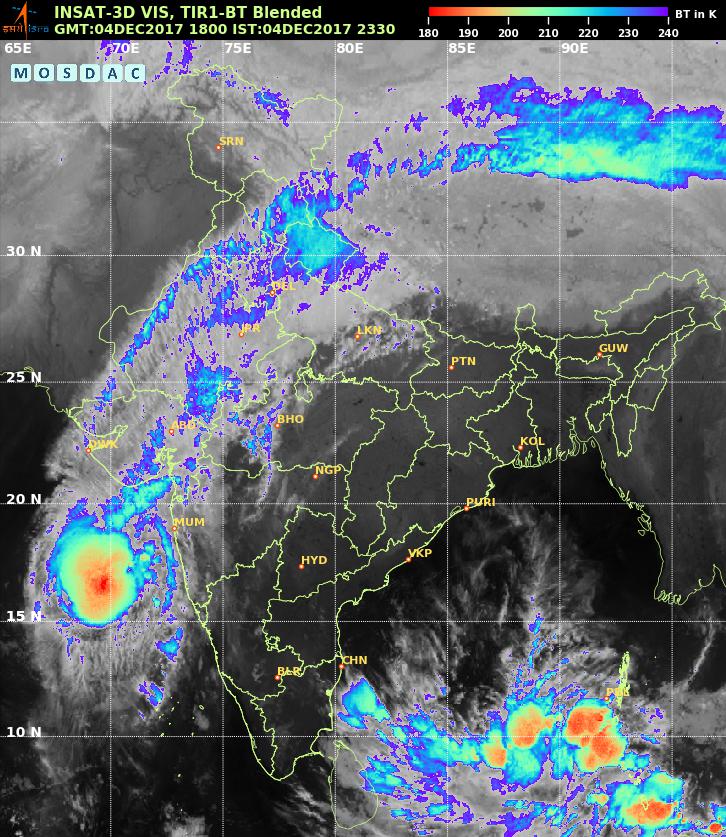 INSAT-3D VIS, TIR1-BT Blended
GMT:04DEC2017 1800 IST:04DEC2017 2330
BT in K
180 190 200 210 220 230 240
65E 70E 75E 80E 85E 90E
MOSDAC
SRN
30 N
DEL
JPR
LKN
GUW
PTN
25 N
ABD
BHO
DWK
KOL
NGP
20 N
PURI
MUM
VKP
HYD
15 N
CHN
BLR
PBL
10 N